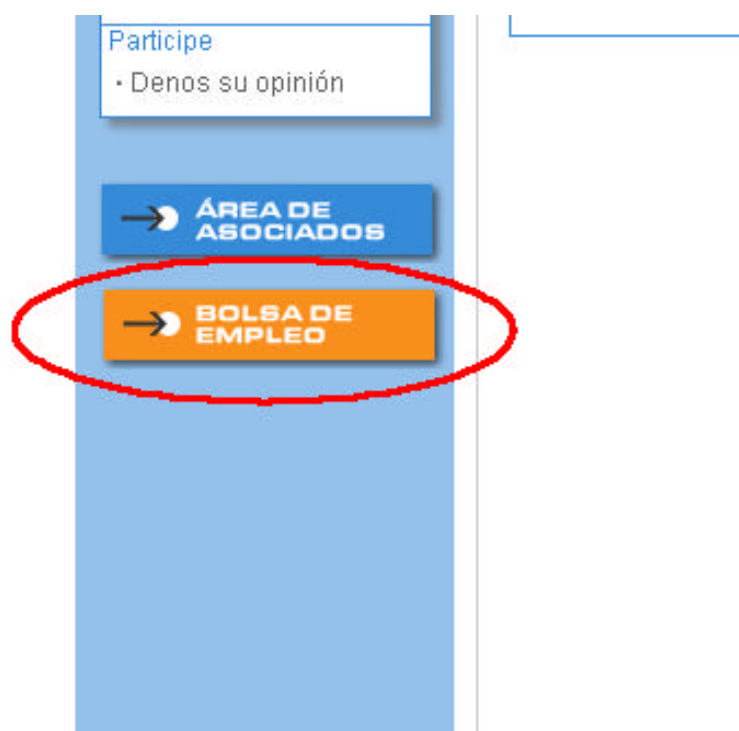 Participe
· Denos su opinión
ÁREA DE
ASOCIADOS
BOLSA DE
EMPLEO